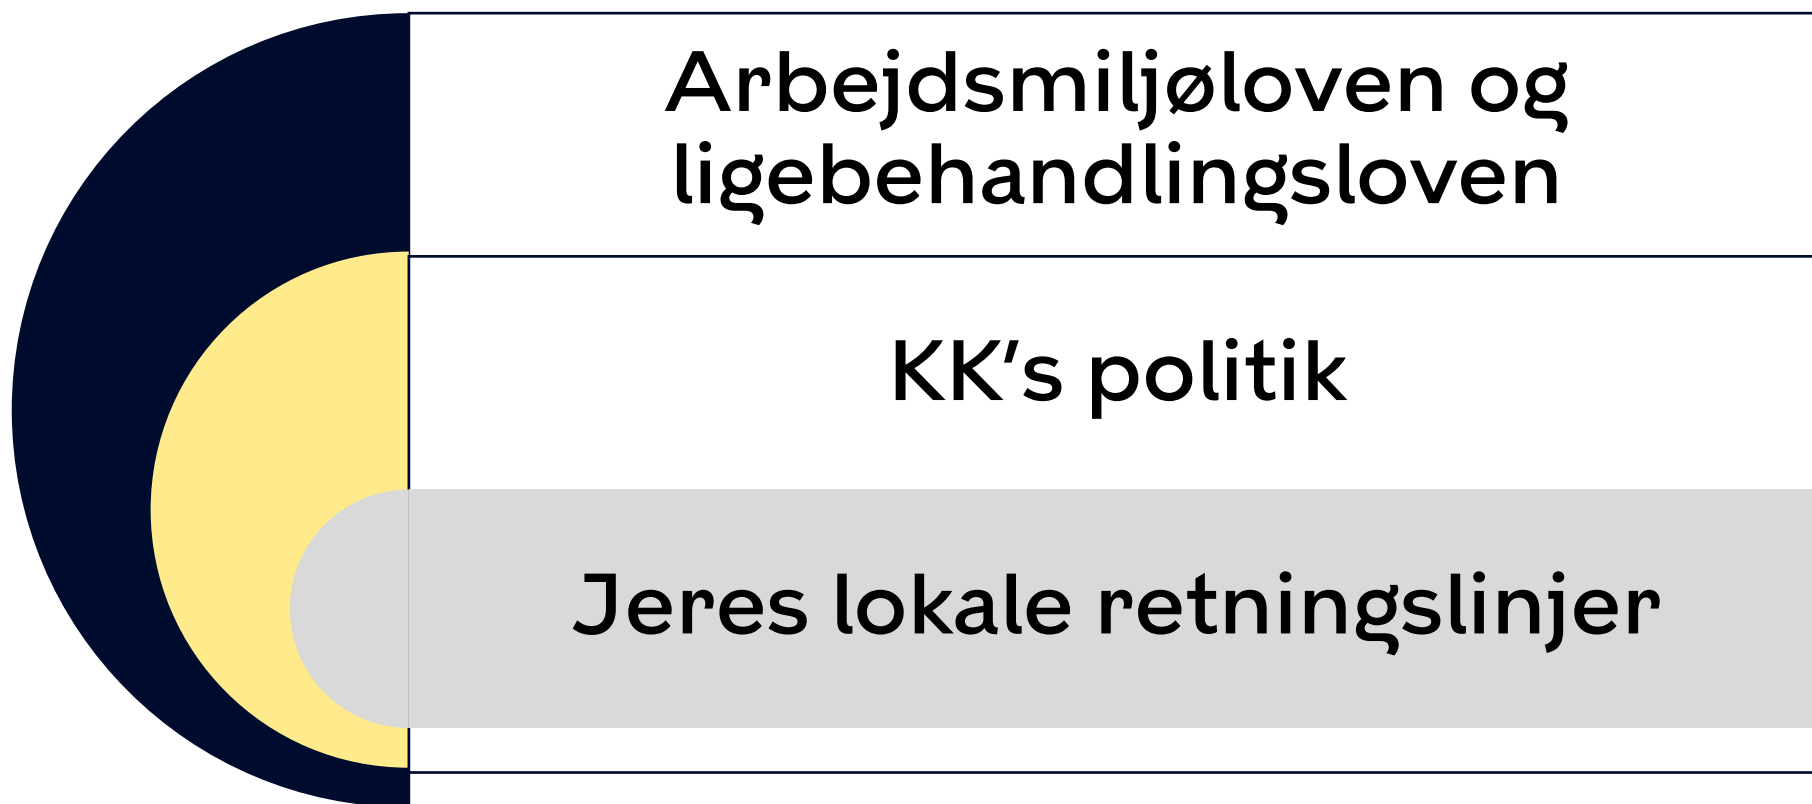 Arbejdsmiljøloven og
ligebehandlingsloven
KK’s politik
Jeres lokale retningslinjer